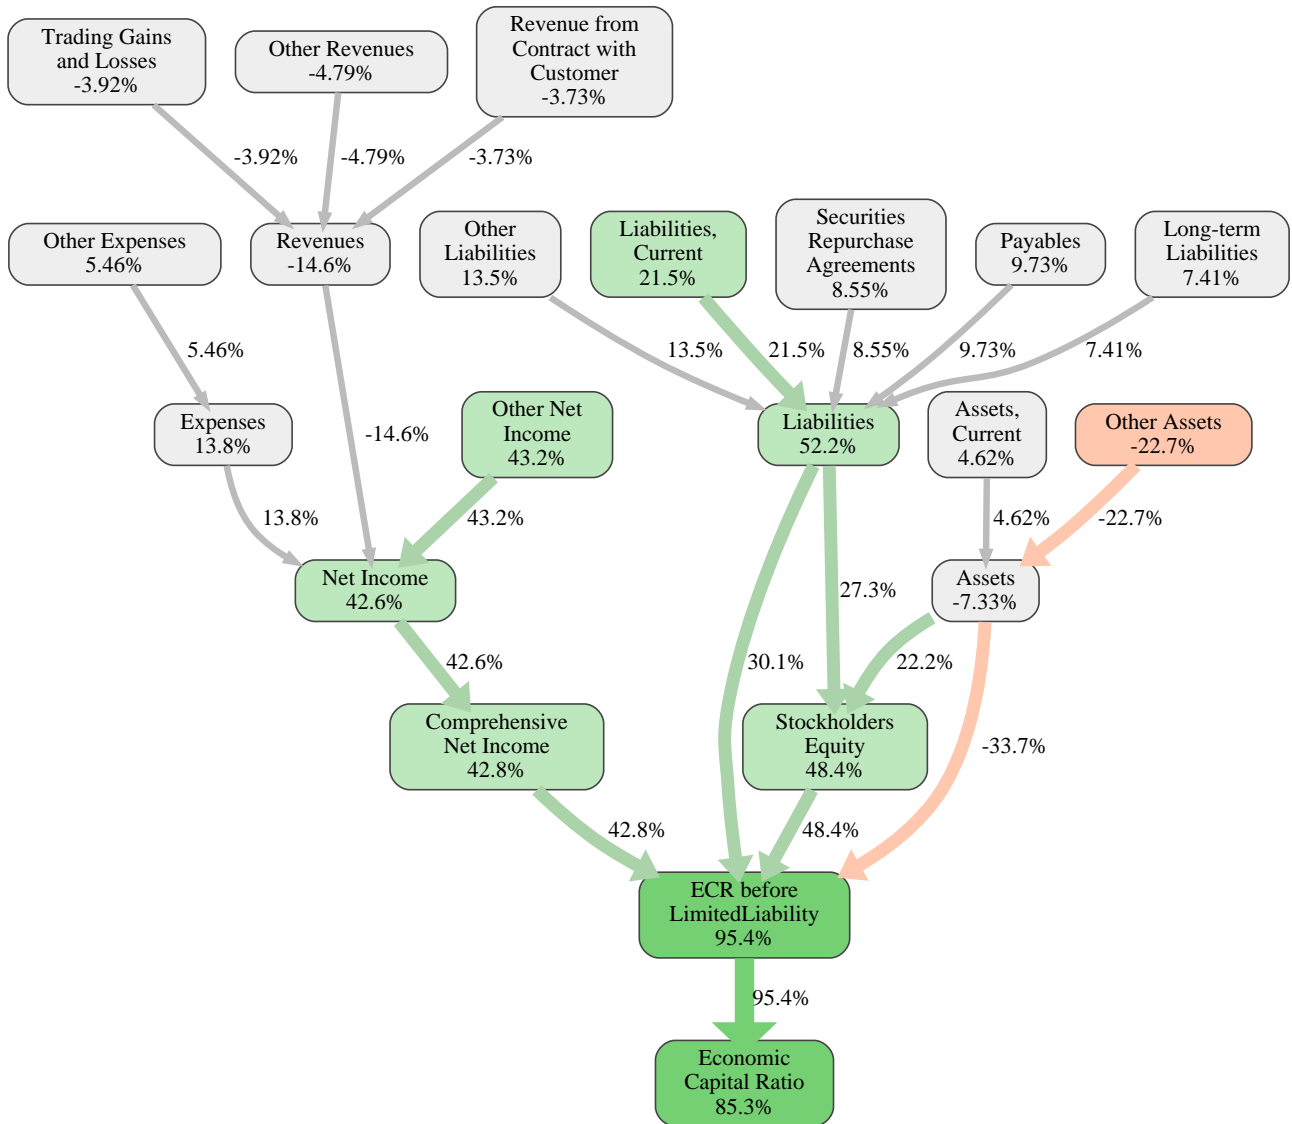 Trading Gains
and Losses
-3.92%
Other Revenues
-4.79%
Revenue from
Contract with
Customer
-3.73%
-3.92%
-4.79%
-3.73%
Other Expenses
5.46%
Revenues
-14.6%
Other
Liabilities
13.5%
Liabilities,
Current
21.5%
Securities
Repurchase
Agreements
8.55%
Payables
9.73%
Long-term
Liabilities
7.41%
5.46%
13.5%
21.5%
8.55%
9.73%
7.41%
Expenses
13.8%
-14.6%
Other Net
Income
43.2%
Liabilities
52.2%
Assets,
Current
4.62%
Other Assets
-22.7%
13.8%
43.2%
4.62%
-22.7%
Net Income
42.6%
27.3%
Assets
-7.33%
42.6%
30.1%
22.2%
Comprehensive
Net Income
42.8%
Stockholders
Equity
48.4%
-33.7%
42.8%
48.4%
ECR before
LimitedLiability
95.4%
95.4%
Economic
Capital Ratio
85.3%